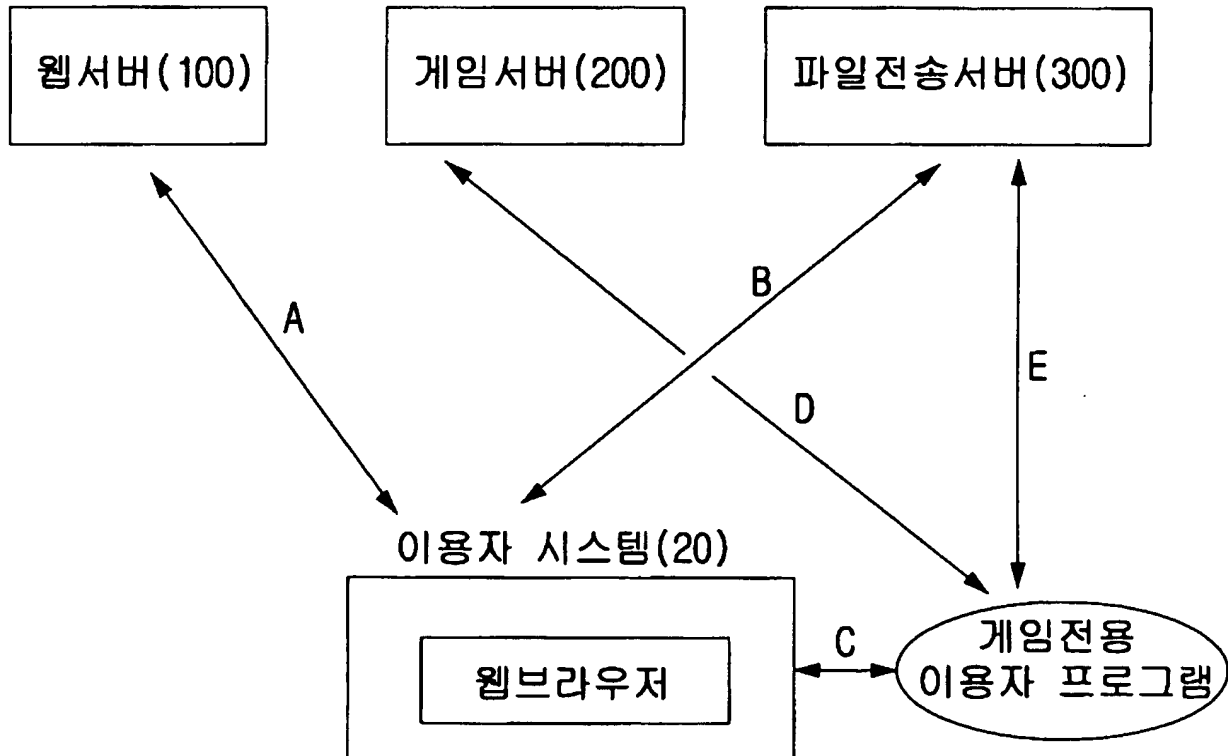 웹서버(100)
게임서버(200)
파일전송서버(300)
A
B
D
E
이용자 시스템(20)
웹브라우저
C
게임전용
이용자 프로그램